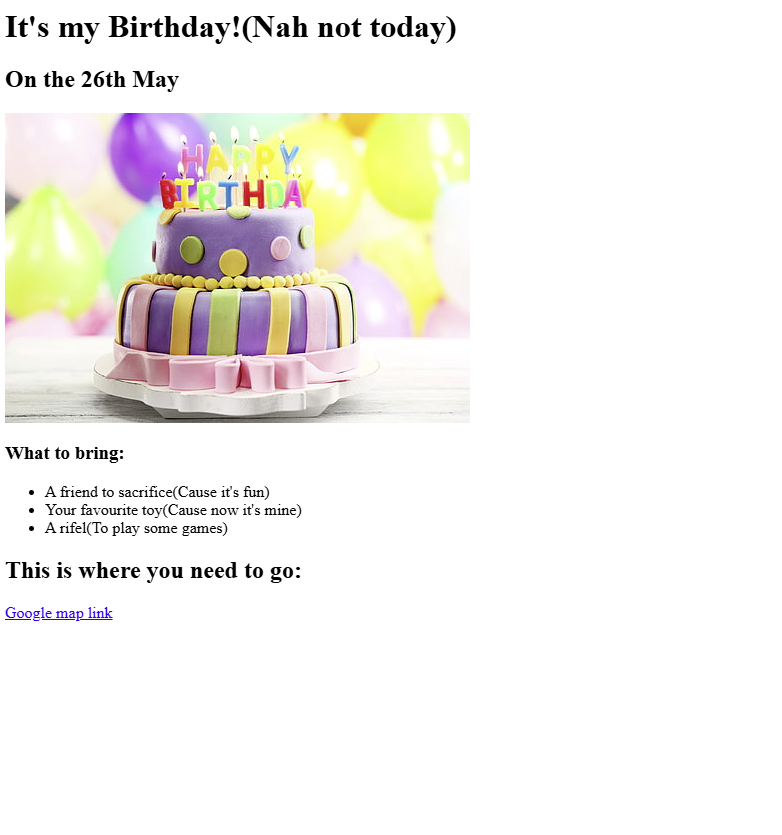 It's my Birthday!(Nah not today)
On the 26th May
HAPPY
BIRTHDAY
What to bring:
A friend to sacrifice(Cause it's fun)
Your favourite toy(Cause now it's mine)
A rifel(To play some games)
This is where you need to go:
Google map link